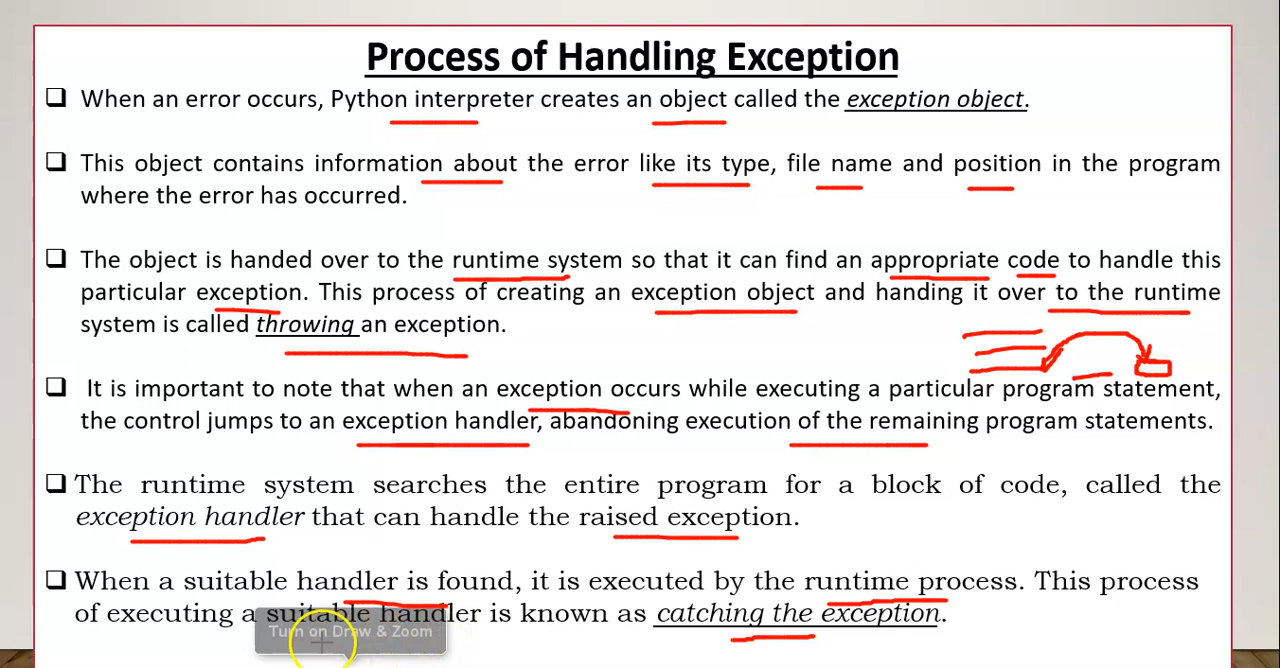 Process of Handling Exception
When an error occurs, Python interpreter creates an object called the exception object.
This object contains information about the error like its type, file name and position in the program
where the error has occurred.
The object is handed over to the runtime system so that it can find an appropriate code to handle this
particular exception. This process of creating an exception object and handing it over to the runtime
system is called throwing an exception.
It is important to note that when an exception occurs while executing a particular program statement,
the control jumps to an exception handler, abandoning execution of the remaining program statements.
The runtime system searches the entire program for a block of code, called the
exception handler that can handle the raised exception.
When a suitable handler is found, it is executed by the runtime process. This process
of executing a suitable handler is known as catching the exception.
Turn on Draw & Zoom